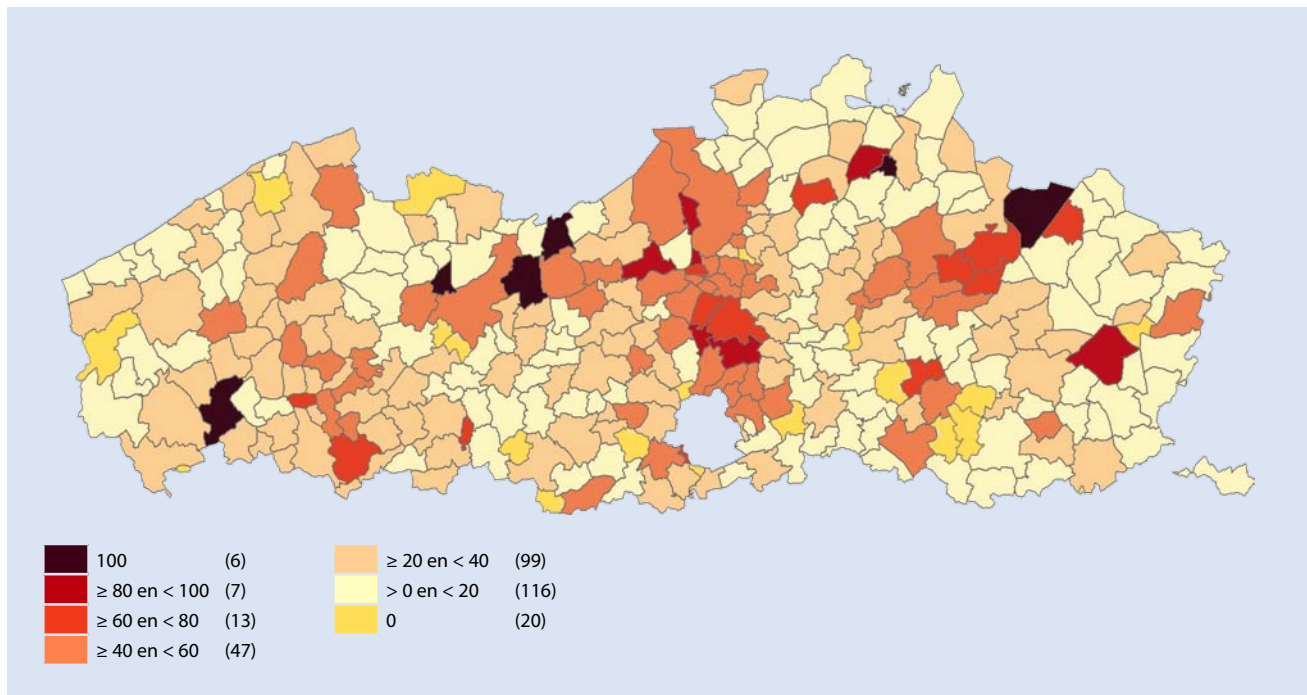 100 (6)
≥ 80 en < 100 (7)
≥ 60 en < 80 (13)
≥ 40 en < 60 (47)
≥ 20 en < 40 (99)
> 0 en < 20 (116)
0 (20)